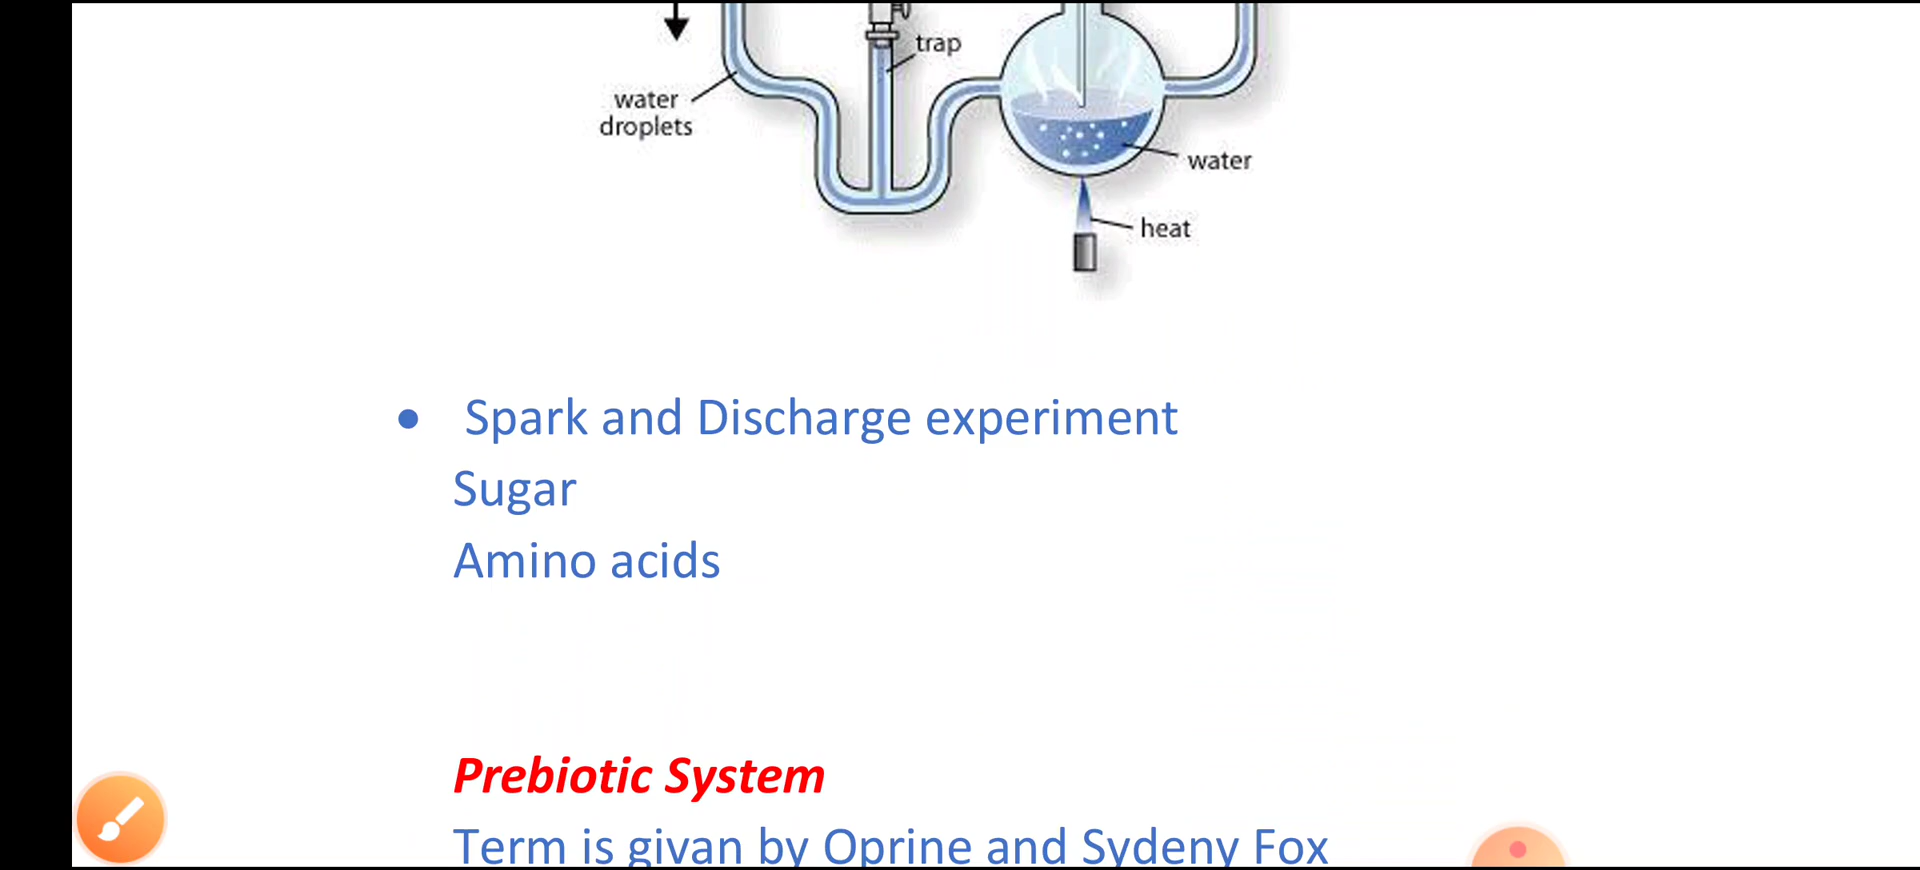 trap
water
droplets
water
heat
Spark and Discharge experiment
Sugar
Amino acids
Prebiotic System
Term is givan by Oprine and Sydeny Fox